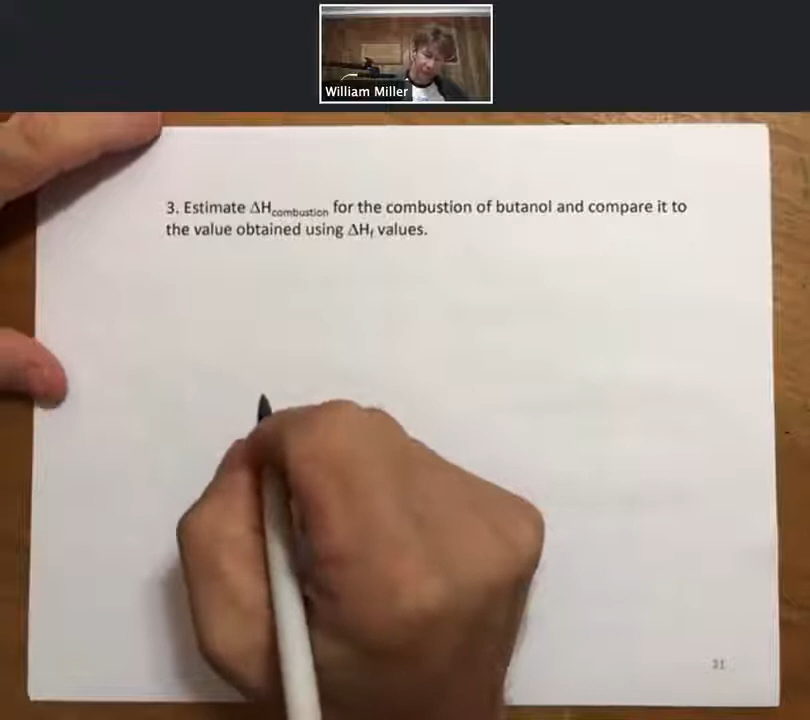 William Miller
3. Estimate ΔHcombustion for the combustion of butanol and compare it to
the value obtained using ΔHf values.
31